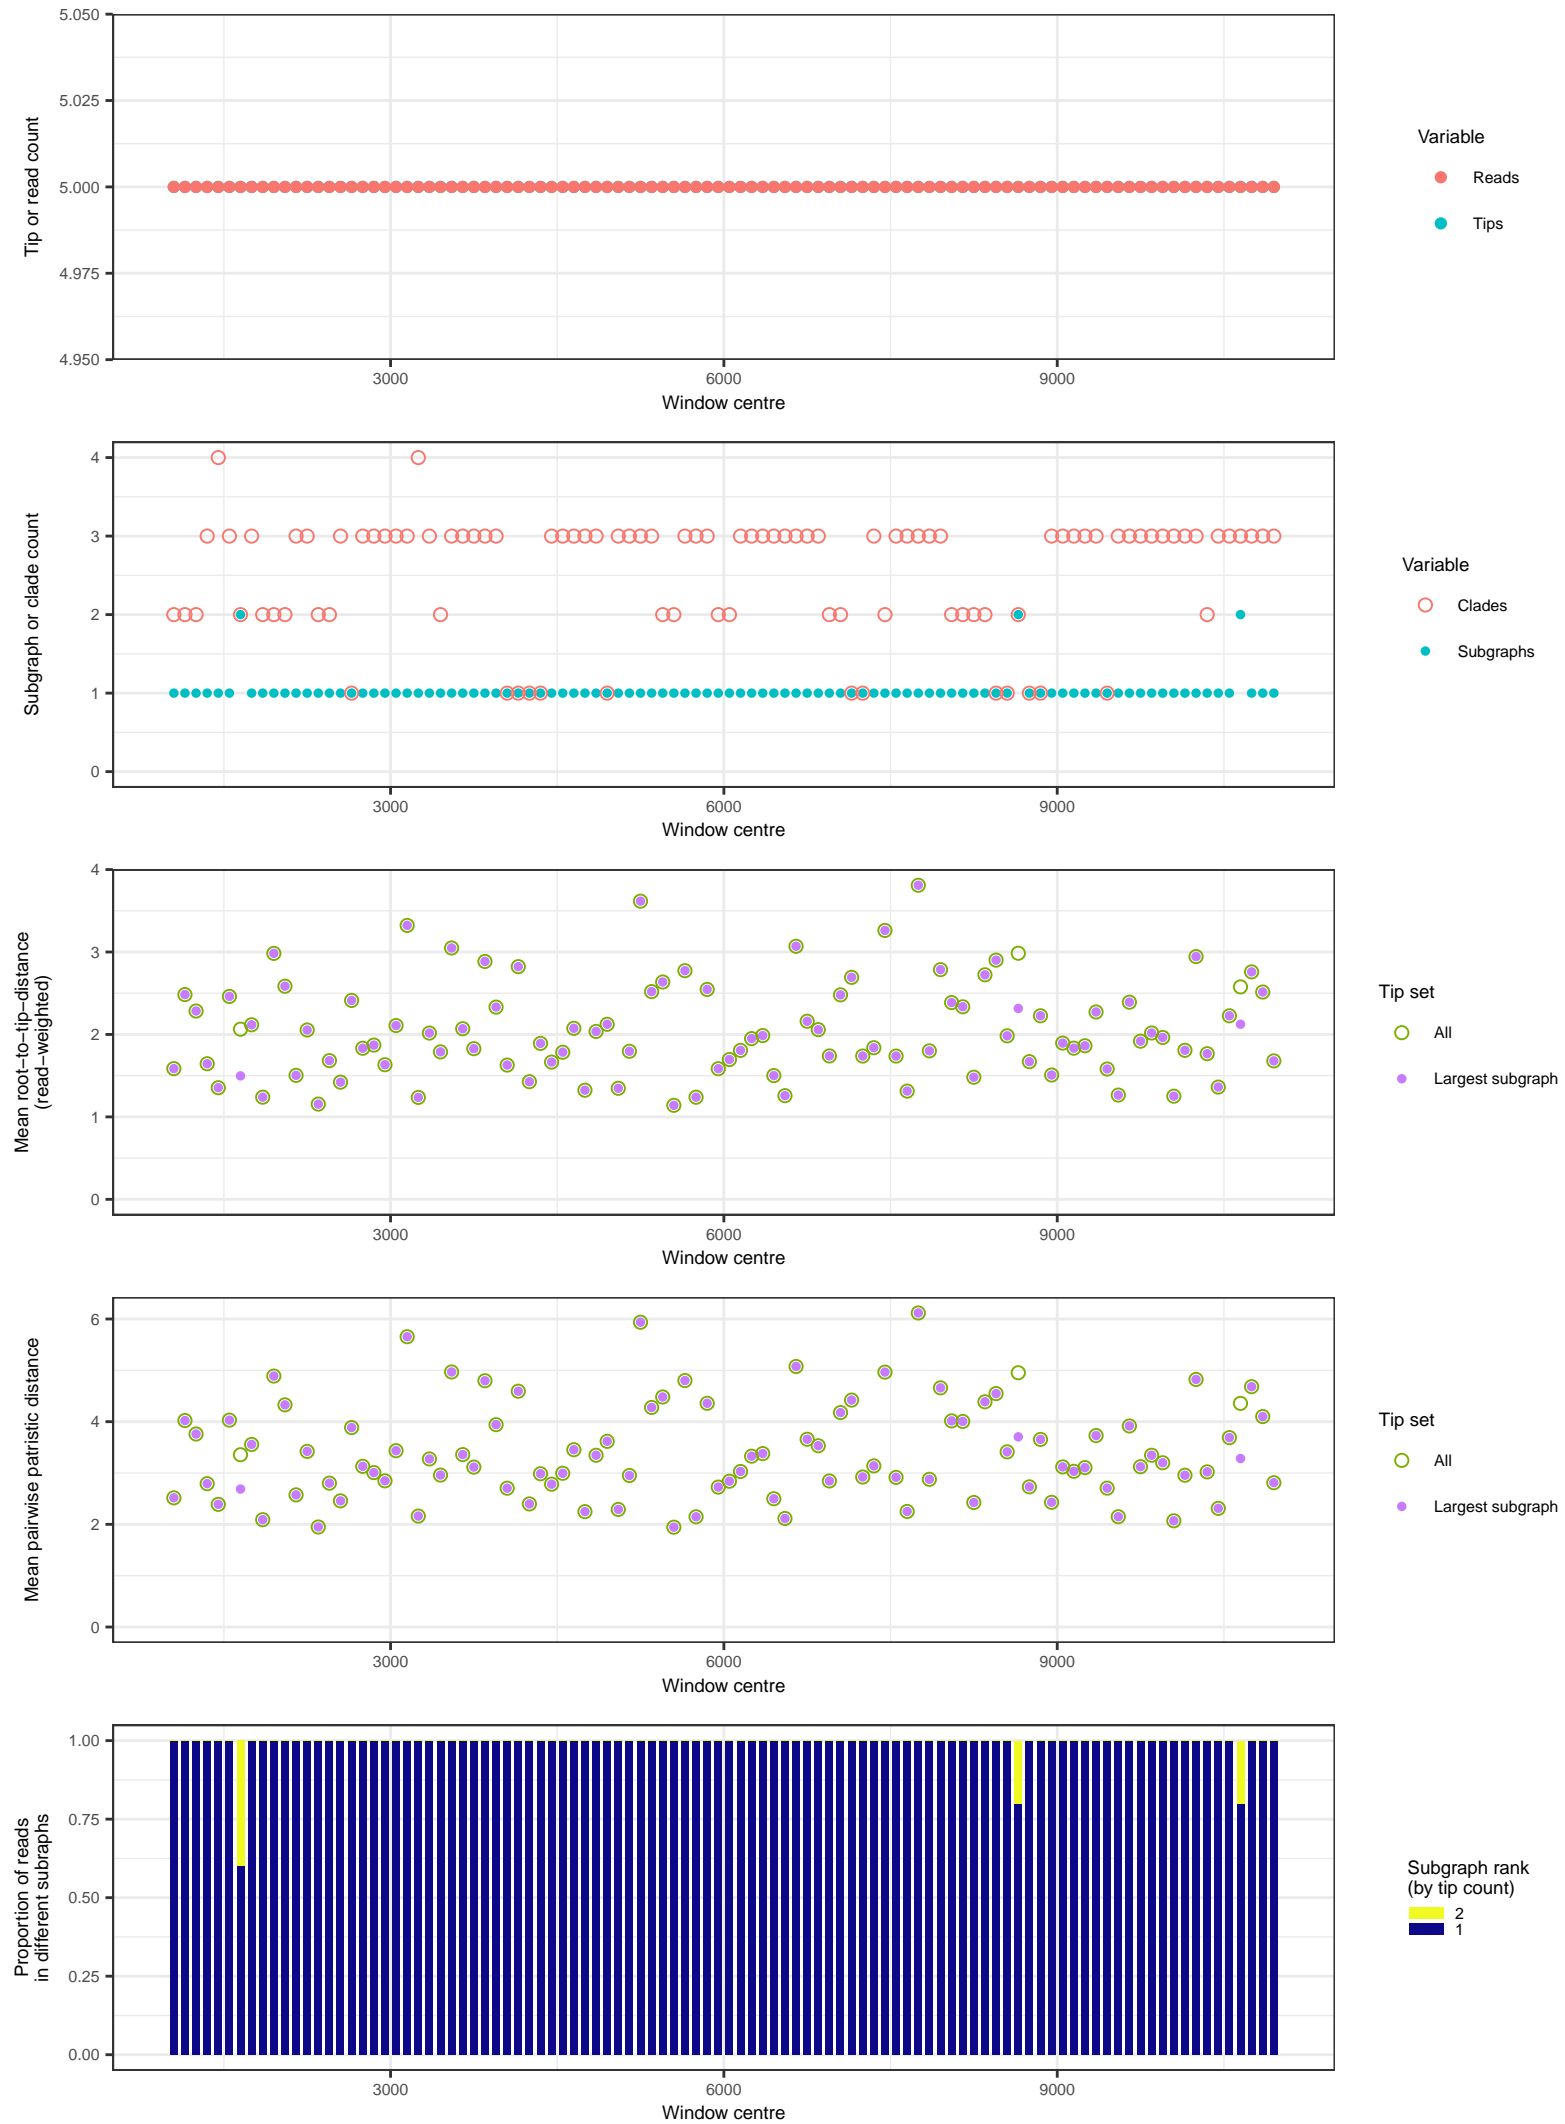 5.050
5.025
5.000
4.975
4.950
Tip or read count
3000
6000
9000
Window centre
Variable
Reads
Tips
4
3
2
1
0
Subgraph or clade count
3000
6000
9000
Window centre
Variable
Clades
Subgraphs
4
3
2
1
0
Mean root−to−tip−distance
(read−weighted)
3000
6000
9000
Window centre
Tip set
All
Largest subgraph
6
4
2
0
Mean pairwise patristic distance
3000
6000
9000
Window centre
Tip set
All
Largest subgraph
1.00
0.75
0.50
0.25
0.00
Proportion of reads
in different subraphs
3000
6000
9000
Window centre
Subgraph rank
(by tip count)
2
1